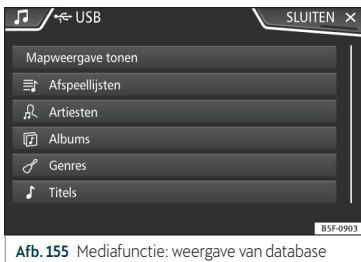 USB
SLUITEN
Mapweergave tonen
Afspeellijsten
Artiesten
Albums
Genres
Titels
B5F-0903
Afb. 155 Mediafunctie: weergave van database